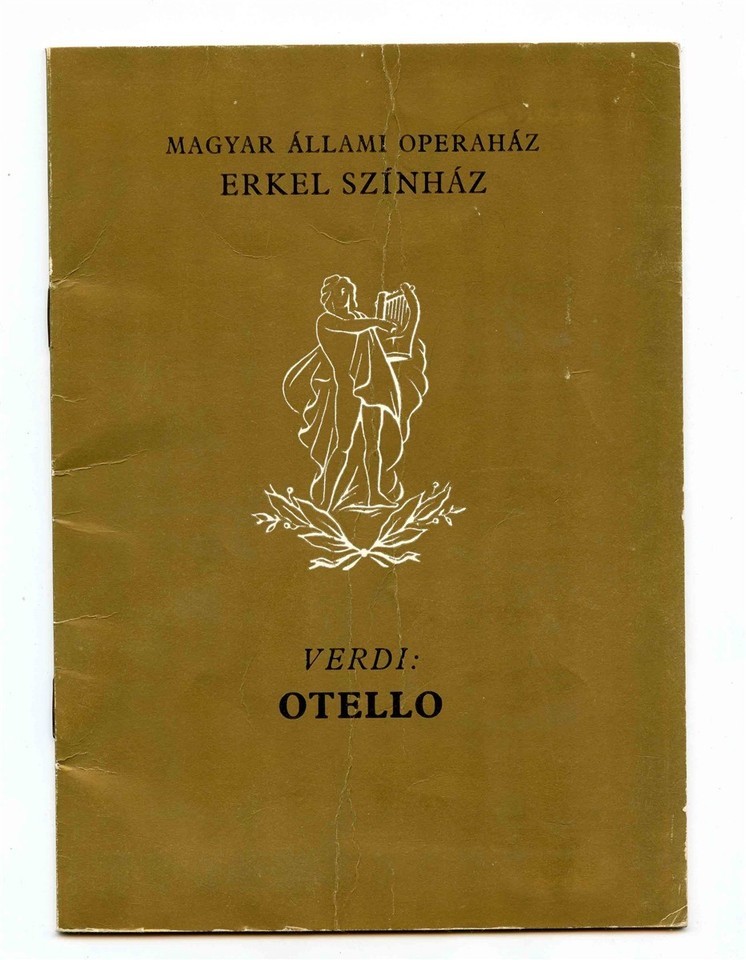 MAGYAR ÁLLAMI OPERAHÁZ
ERKEL SZÍNHÁZ
VERDI:
OTELLO